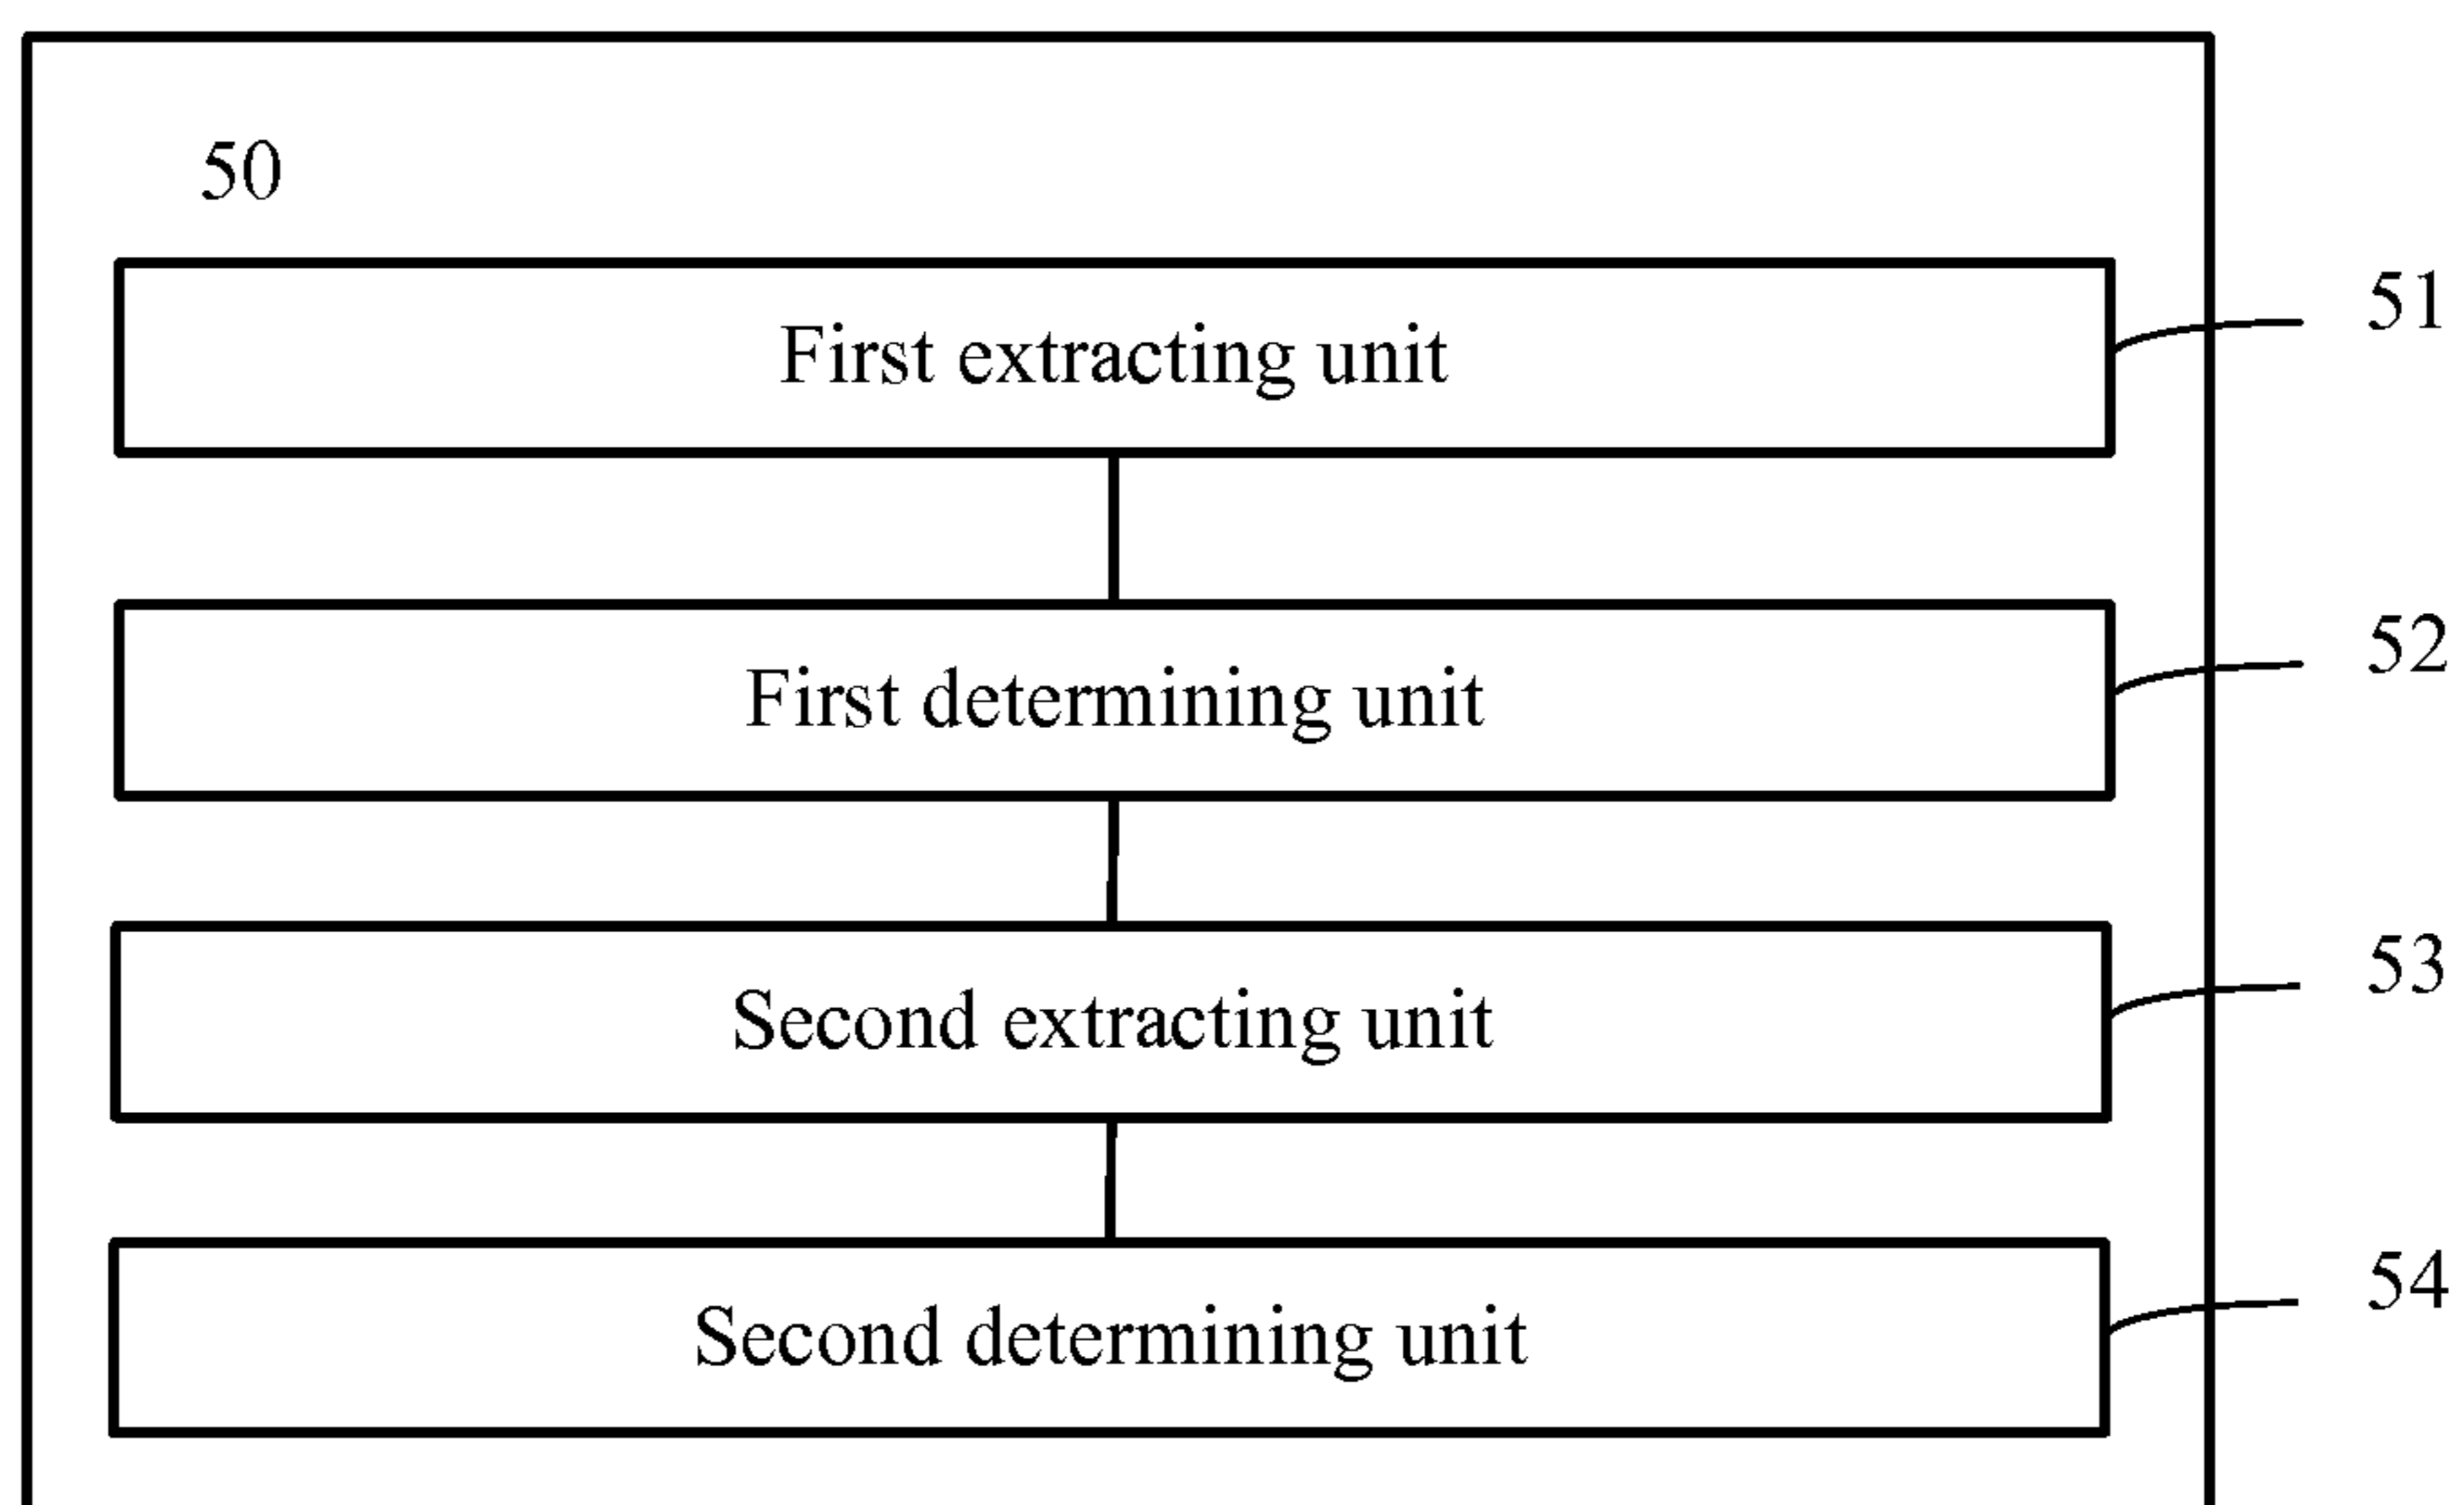 50
First extracting unit
51
First determining unit
52
Second extracting unit
53
Second determining unit
54